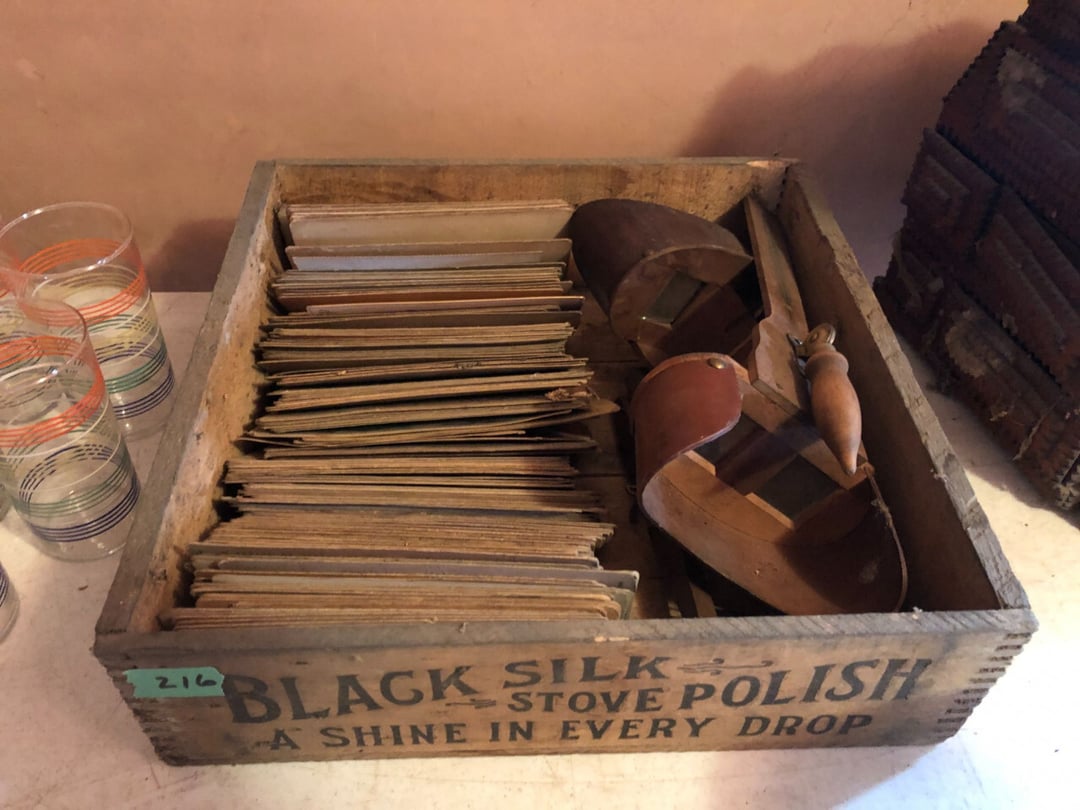 216
BLACK SILK STOVE POLISH
A SHINE IN EVERY DROP